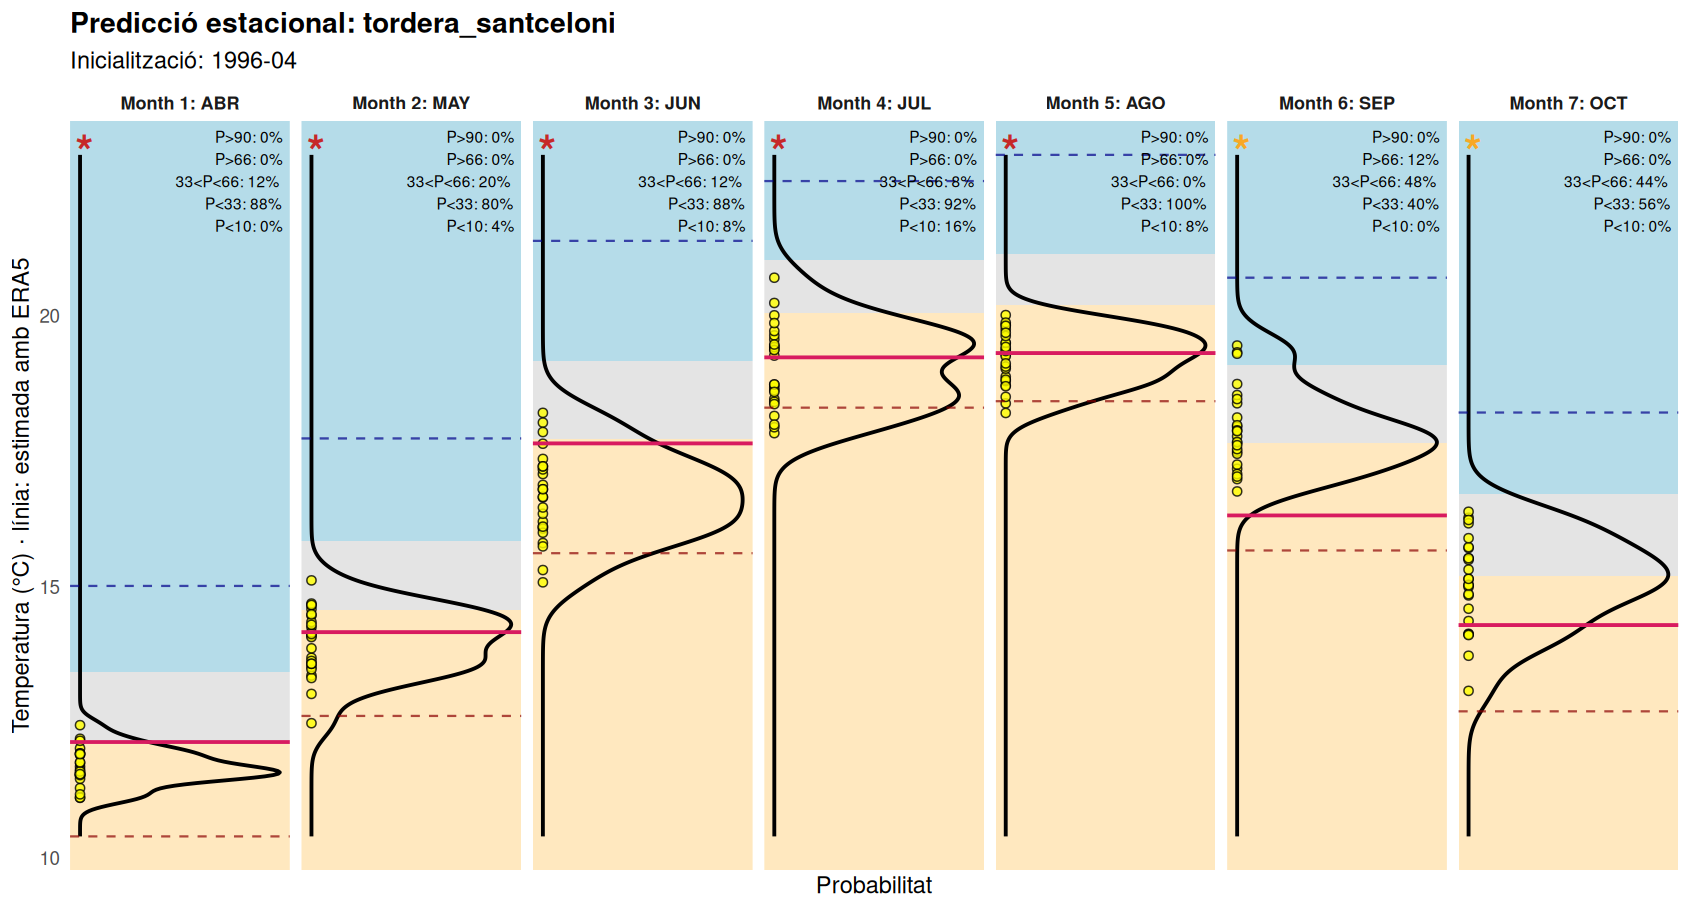 Predicció estacional: tordera_santceloni
Inicialització: 1996-04
Month 1: ABR
Month 2: MAY
Month 3: JUN
Month 4: JUL
Month 5: AGO
Month 6: SEP
Month 7: OCT
*
P>90: 0%
P>66: 0%
33<P<66: 12%
P<33: 88%
P<10: 0%
*
P>90: 0%
P>66: 0%
33<P<66: 20%
P<33: 80%
P<10: 4%
*
P>90: 0%
P>66: 0%
33<P<66: 12%
P<33: 88%
P<10: 8%
*
P>90: 0%
P>66: 0%
33<P<66: 8%
P<33: 92%
P<10: 16%
*
P>90: 0%
P>66: 0%
33<P<66: 0%
P<33: 100%
P<10: 8%
*
P>90: 0%
P>66: 12%
33<P<66: 48%
P<33: 40%
P<10: 0%
*
P>90: 0%
P>66: 0%
33<P<66: 44%
P<33: 56%
P<10: 0%
Temperatura (°C) · línia: estimada amb ERA5
20
15
10
Probabilitat